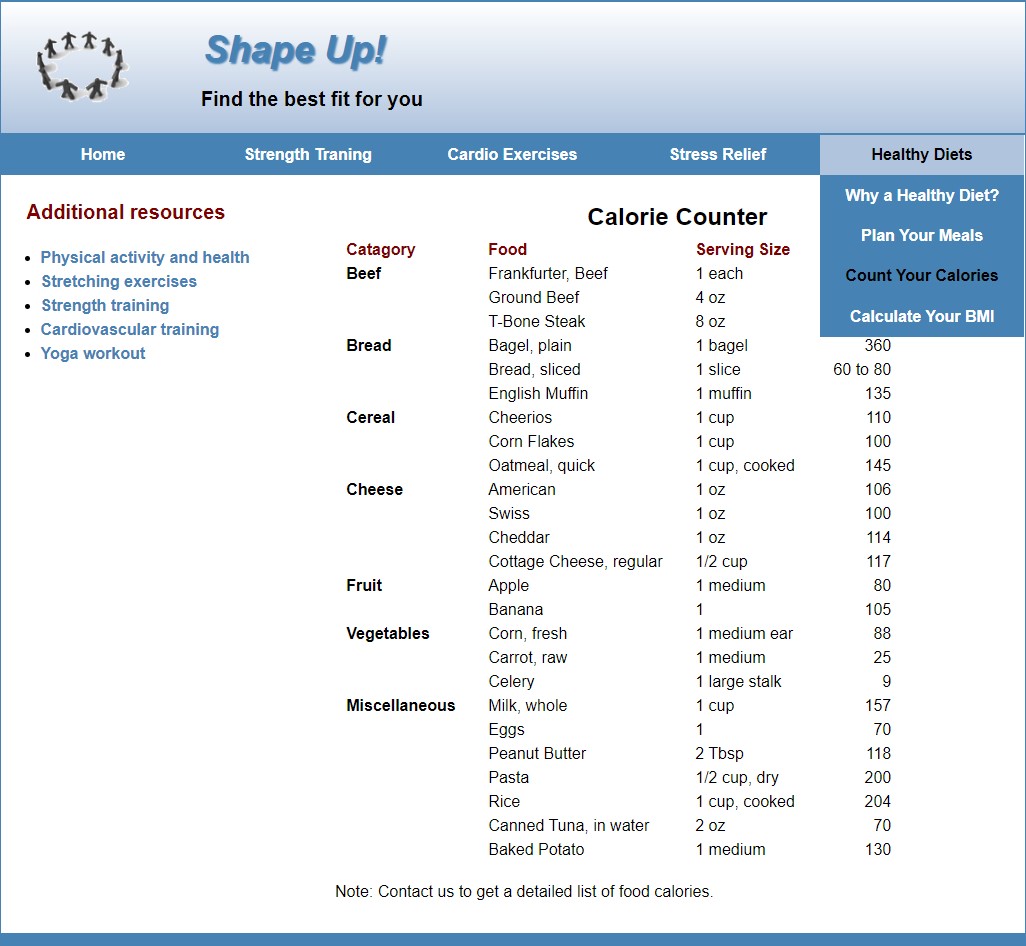 Shape Up!
Find the best fit for you
Home Strength Traning Cardio Exercises Stress Relief Healthy Diets
Why a Healthy Diet?
Plan Your Meals
Count Your Calories
Calculate Your BMI
Additional resources
Physical activity and health
Stretching exercises
Strength training
Cardiovascular training
Yoga workout
Calorie Counter
Catagory Food Serving Size
Beef Frankfurter, Beef 1 each
Ground Beef 4 oz
T-Bone Steak 8 oz
Bread Bagel, plain 1 bagel 360
Bread, sliced 1 slice 60 to 80
English Muffin 1 muffin 135
Cereal Cheerios 1 cup 110
Corn Flakes 1 cup 100
Oatmeal, quick 1 cup, cooked 145
Cheese American 1 oz 106
Swiss 1 oz 100
Cheddar 1 oz 114
Cottage Cheese, regular 1/2 cup 117
Fruit Apple 1 medium 80
Banana 1 105
Vegetables Corn, fresh 1 medium ear 88
Carrot, raw 1 medium 25
Celery 1 large stalk 9
Miscellaneous Milk, whole 1 cup 157
Eggs 1 70
Peanut Butter 2 Tbsp 118
Pasta 1/2 cup, dry 200
Rice 1 cup, cooked 204
Canned Tuna, in water 2 oz 70
Baked Potato 1 medium 130
Note: Contact us to get a detailed list of food calories.